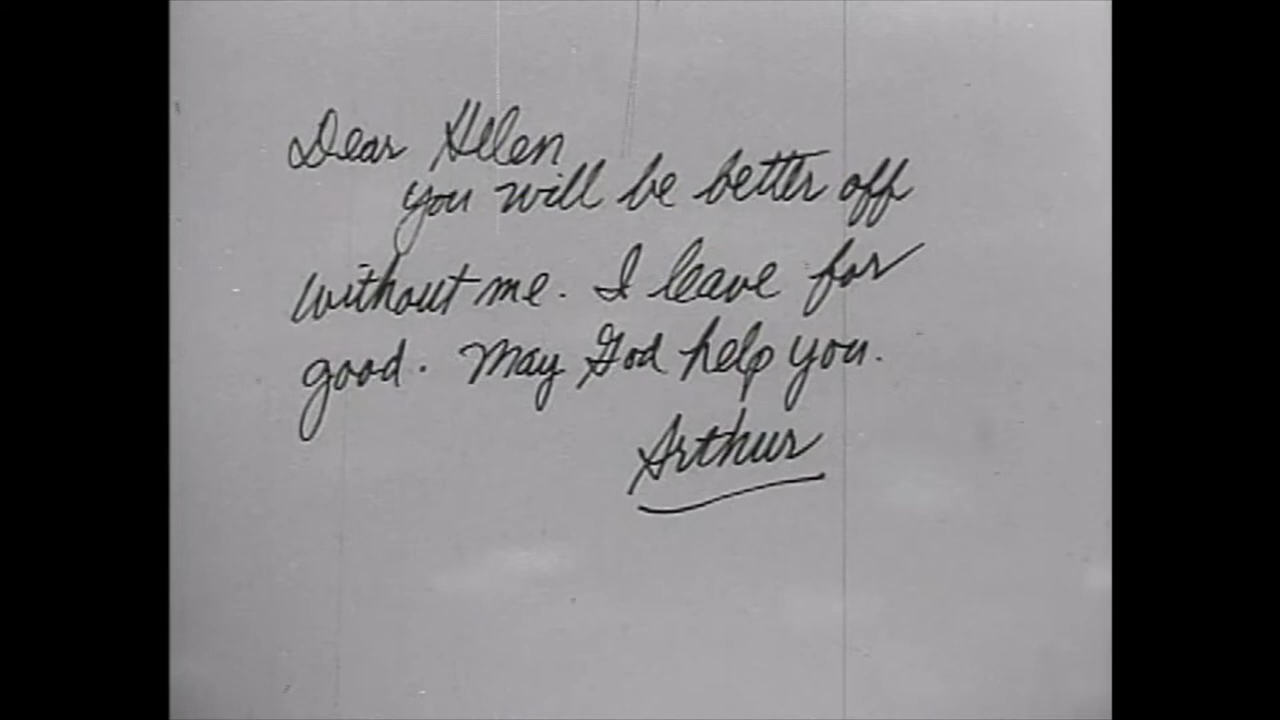 Dear Helen
you will be better off
without me. I leave for
good. May God help you.
Arthur